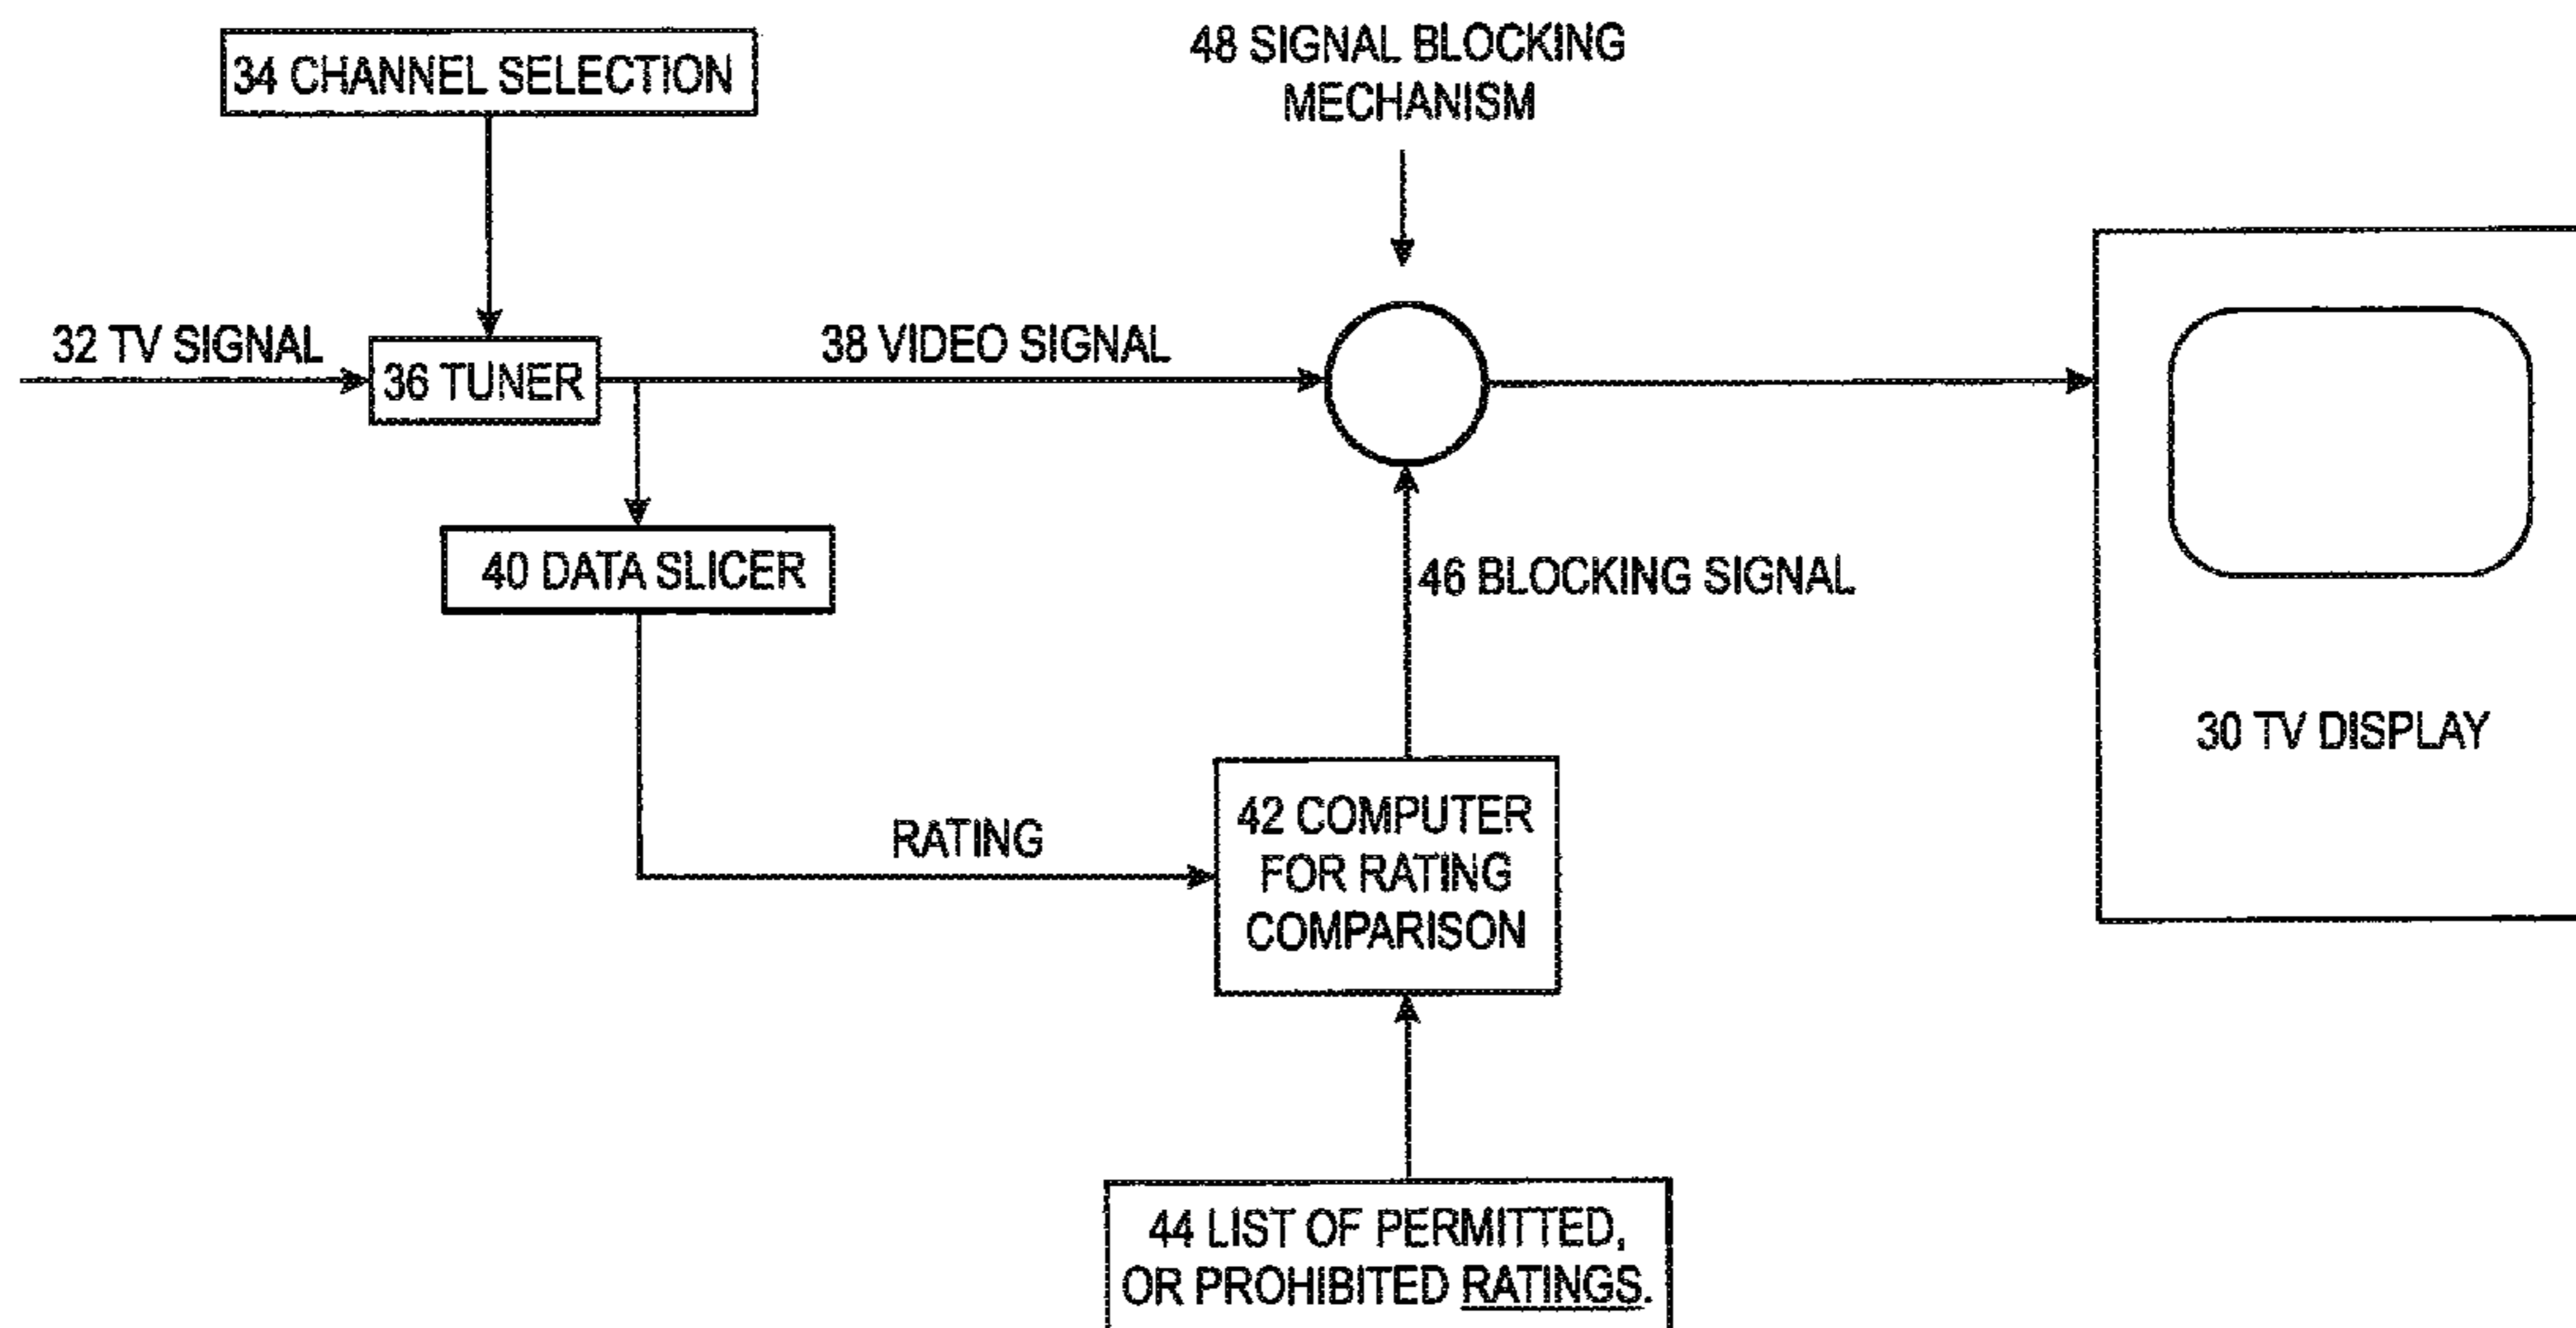 34 CHANNEL SELECTION
48 SIGNAL BLOCKING
MECHANISM
32 TV SIGNAL
36 TUNER
38 VIDEO SIGNAL
40 DATA SLICER
46 BLOCKING SIGNAL
30 TV DISPLAY
RATING
42 COMPUTER
FOR RATING
COMPARISON
44 LIST OF PERMITTED,
OR PROHIBITED RATINGS.